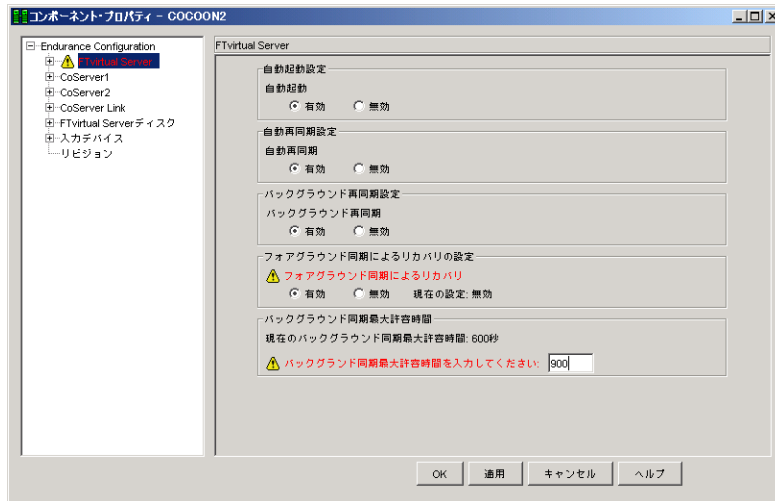 コンポーネント・プロパティ - COCOON2
Endurance Configuration
FTvirtual Server
CoServer1
CoServer2
CoServer Link
FTvirtual Serverディスク
入力デバイス
リビジョン
FTvirtual Server
自動起動設定
自動起動
有効 無効
自動再同期設定
自動再同期
有効 無効
バックグラウンド再同期設定
バックグラウンド再同期
有効 無効
フォアグラウンド同期によるリカバリの設定
フォアグラウンド同期によるリカバリ
有効 無効 現在の設定: 無効
バックグラウンド同期最大許容時間
現在のバックグラウンド同期最大許容時間: 600秒
バックグランド同期最大許容時間を入力してください: 900
OK 適用 キャンセル ヘルプ